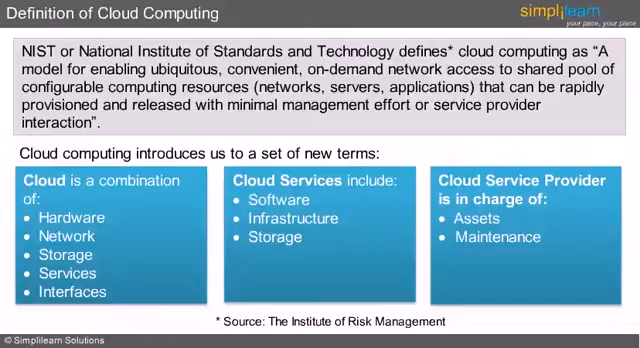 Definition of Cloud Computing
simplilearn
your pace, your place
NIST or National Institute of Standards and Technology defines* cloud computing as “A
model for enabling ubiquitous, convenient, on-demand network access to shared pool of
configurable computing resources (networks, servers, applications) that can be rapidly
provisioned and released with minimal management effort or service provider
interaction”.
Cloud computing introduces us to a set of new terms:
Cloud is a combination
of:
• Hardware
• Network
• Storage
• Services
• Interfaces
Cloud Services include:
• Software
• Infrastructure
• Storage
Cloud Service Provider
is in charge of:
• Assets
• Maintenance
* Source: The Institute of Risk Management
© Simplilearn Solutions